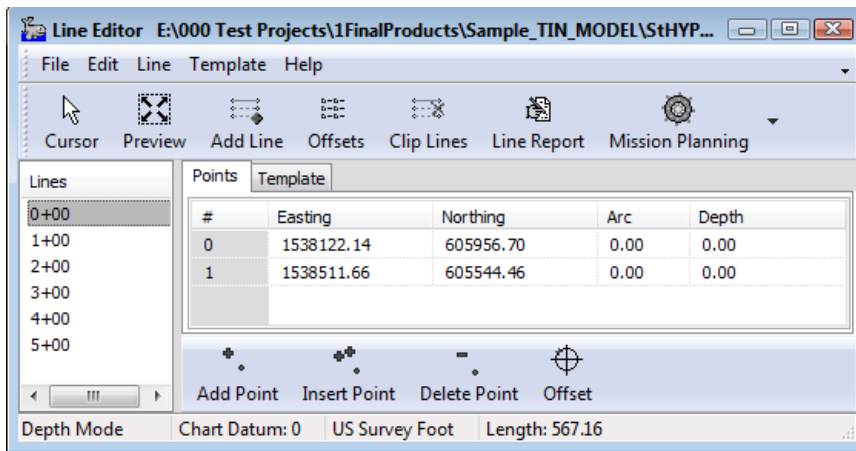 Line Editor E:\000 Test Projects\1FinalProducts\Sample_TIN_MODEL\StHYP...
File Edit Line Template Help
Cursor Preview Add Line Offsets Clip Lines Line Report Mission Planning
Lines
0+00
1+00
2+00
3+00
4+00
5+00
Points Template
# Easting Northing Arc Depth
0 1538122.14 605956.70 0.00 0.00
1 1538511.66 605544.46 0.00 0.00
Add Point Insert Point Delete Point Offset
Depth Mode Chart Datum: 0 US Survey Foot Length: 567.16